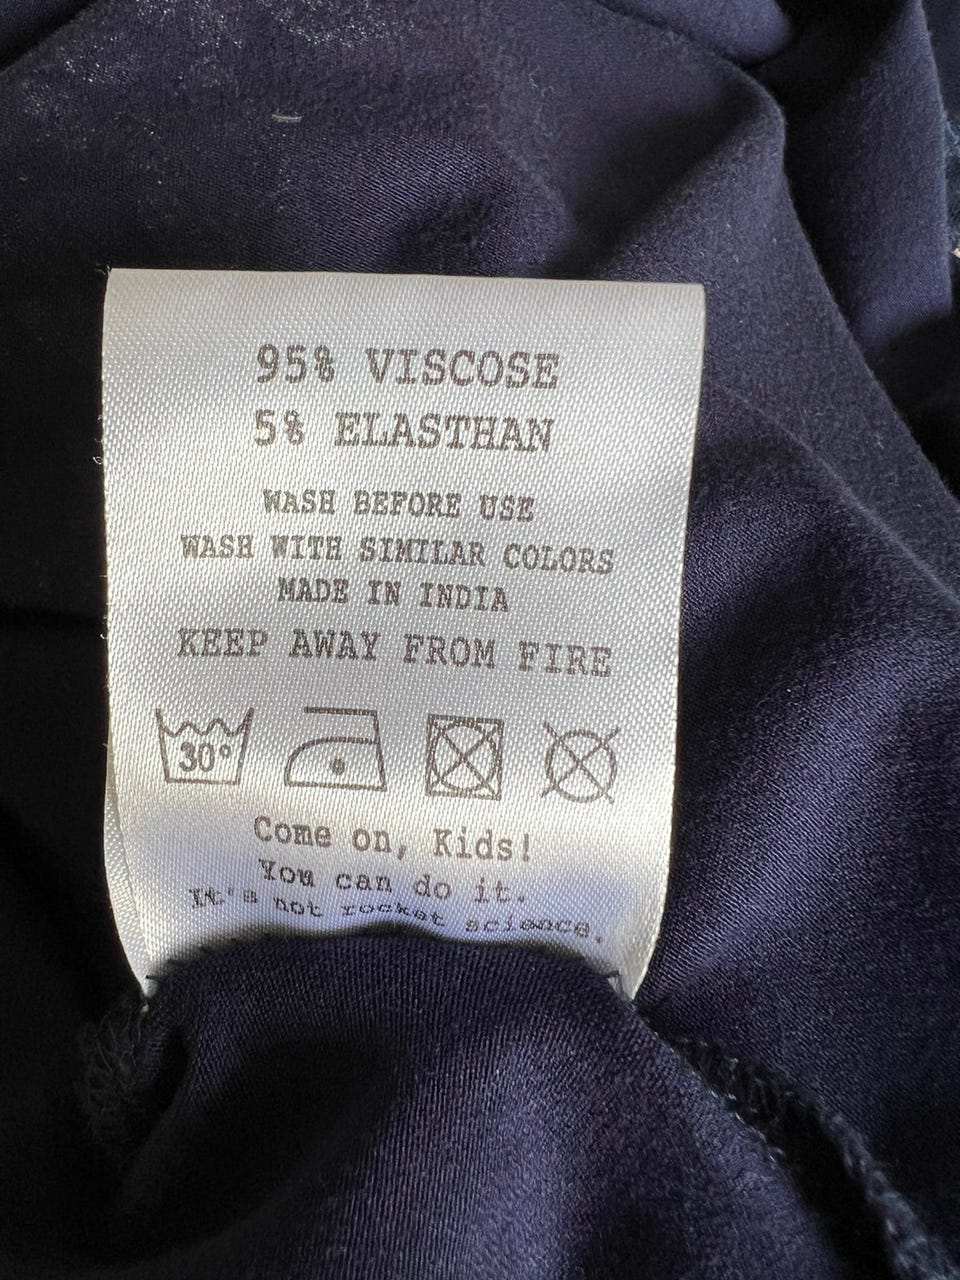 95% VISCOSE
5% ELASTHAN
WASH BEFORE USE
WASH WITH SIMILAR COLORS
MADE IN INDIA
KEEP AWAY FROM FIRE
30°
Come on, Kids!
You can do it.
It's not rocket science.